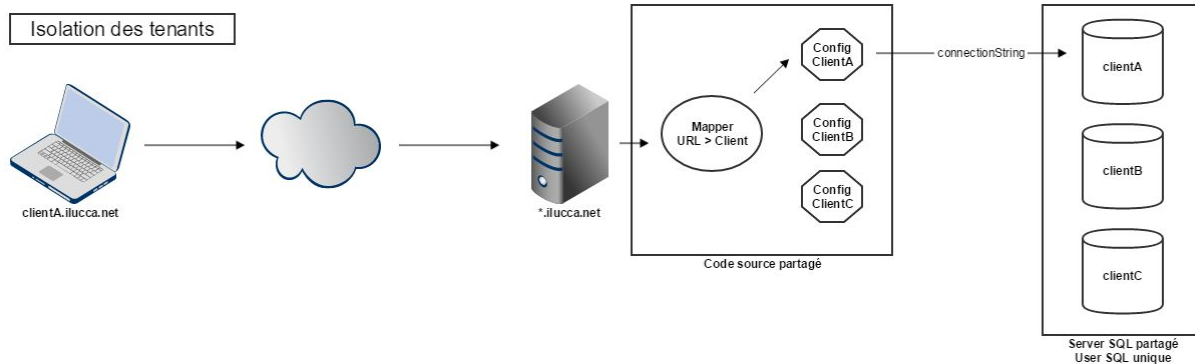 Isolation des tenants
clientA.ilucca.net
*.ilucca.net
Mapper
URL > Client
Config
ClientA
Config
ClientB
Config
ClientC
Code source partagé
connectionString
clientA
clientB
clientC
Server SQL partagé
User SQL unique